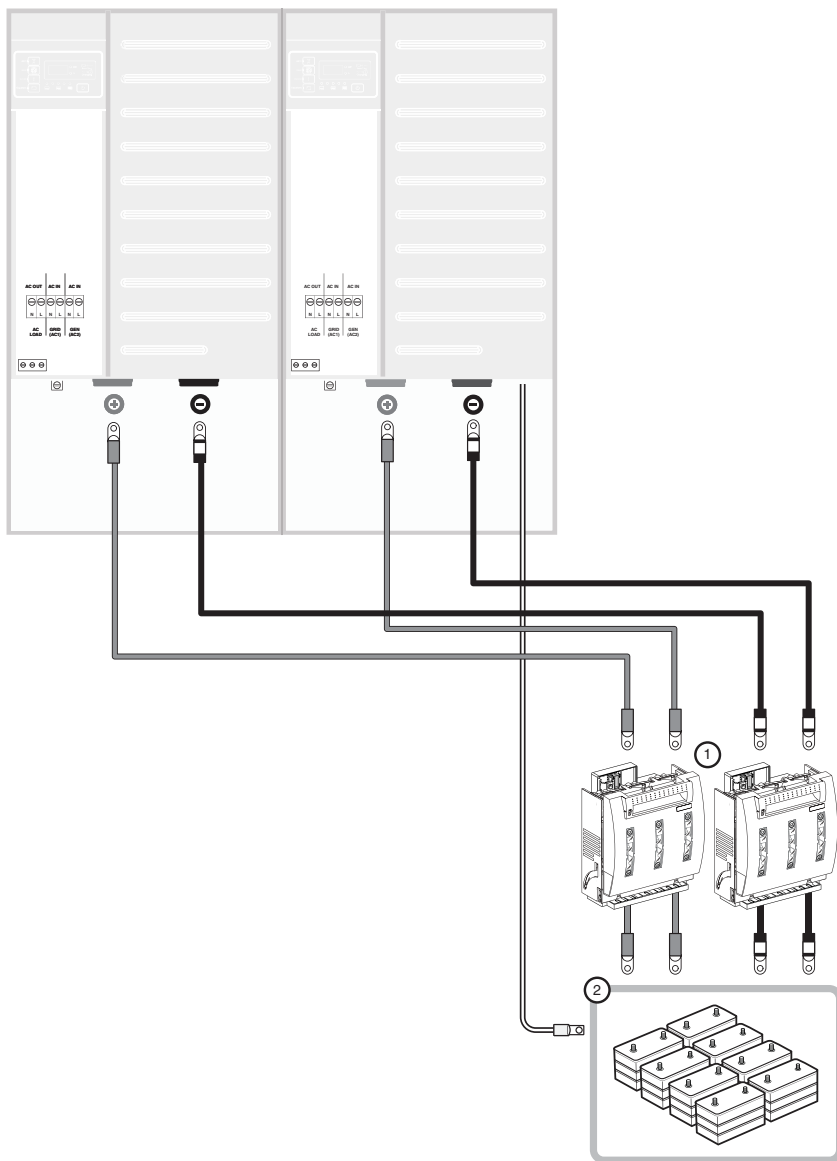 AC OUT AC IN AC IN
N L N L N L
AC LOAD GRID (AC1) GEN (AC2)
AC OUT AC IN AC IN
N L N L N L
AC LOAD GRID (AC1) GEN (AC2)
1
2